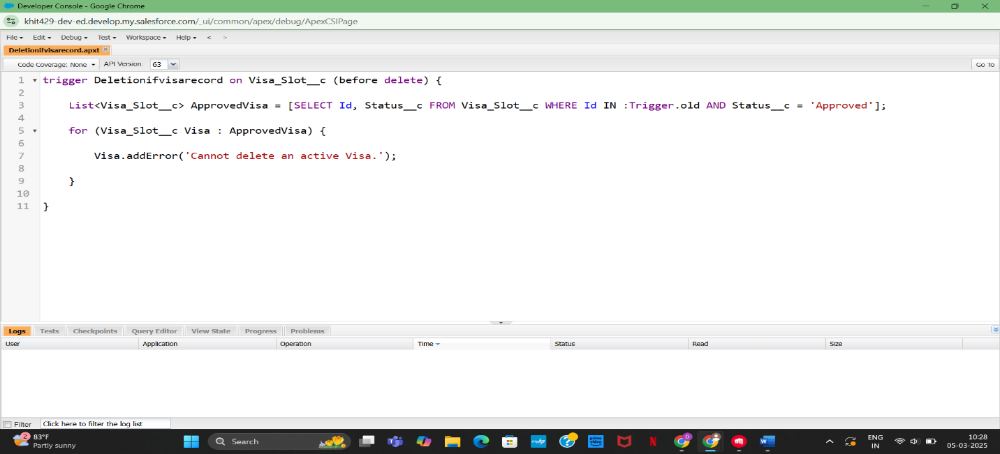 Developer Console - Google Chrome
khit429-dev-ed.develop.my.salesforce.com/_ui/common/apex/debug/ApexCSIPage
File Edit Debug Test Workspace Help < >
Deletionifvisarecord.apxt
Code Coverage: None API Version: 63 Go To
1 trigger Deletionifvisarecord on Visa_Slot__c (before delete) {
2
3 List<Visa_Slot__c> ApprovedVisa = [SELECT Id, Status__c FROM Visa_Slot__c WHERE Id IN :Trigger.old AND Status__c = 'Approved'];
4
5 for (Visa_Slot__c Visa : ApprovedVisa) {
6
7 Visa.addError('Cannot delete an active Visa.');
8
9 }
10
11 }
Logs Tests Checkpoints Query Editor View State Progress Problems
User Application Operation Time Status Read Size
Filter Click here to filter the log list
2 83°F
Partly sunny
Search
myhp
prime video
N
D
W
ENG
IN
10:28
05-03-2025